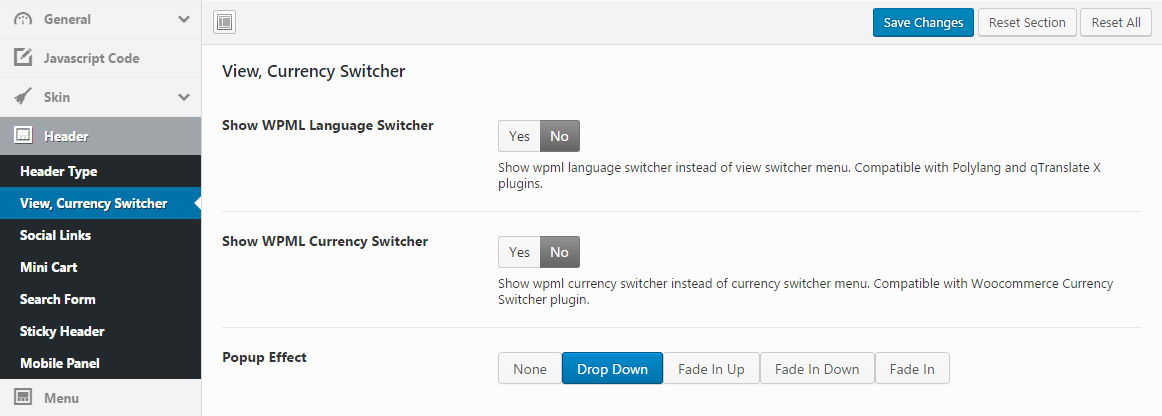 General
Javascript Code
Skin
Header
Header Type
View, Currency Switcher
Social Links
Mini Cart
Search Form
Sticky Header
Mobile Panel
Menu
Save Changes
Reset Section
Reset All
View, Currency Switcher
Show WPML Language Switcher
Yes No
Show wpml language switcher instead of view switcher menu. Compatible with Polylang and qTranslate X
plugins.
Show WPML Currency Switcher
Yes No
Show wpml currency switcher instead of currency switcher menu. Compatible with Woocommerce Currency
Switcher plugin.
Popup Effect
None Drop Down Fade In Up Fade In Down Fade In